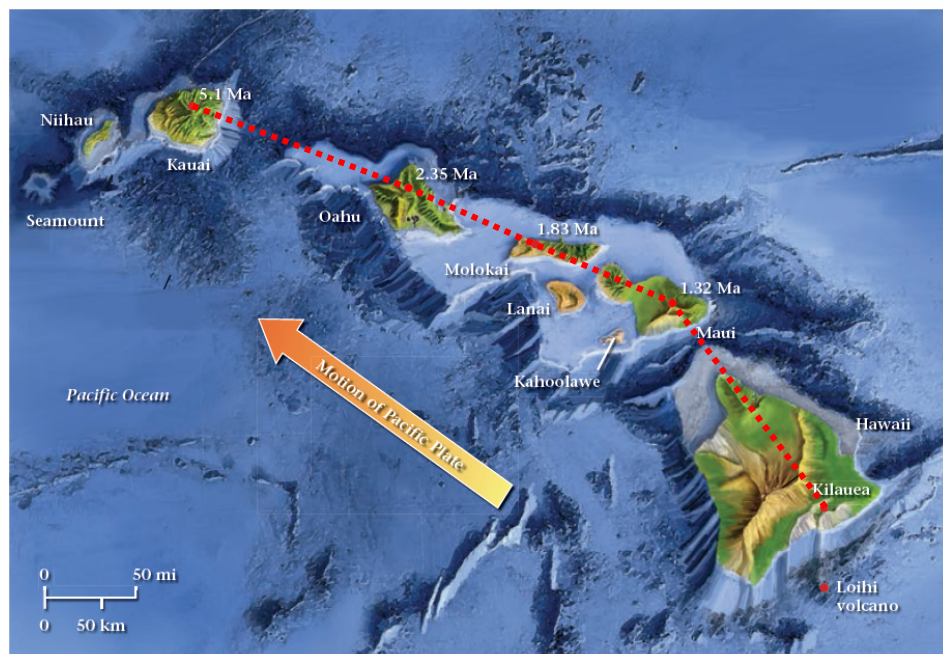 5.1 Ma
Niihau
Kauai
2.35 Ma
Seamount
Oahu
1.83 Ma
Molokai
1.32 Ma
Lanai
Maui
Kahoolawe
Motion of Pacific Plate
Pacific Ocean
Hawaii
Kilauea
0 50 mi
0 50 km
Loihi
volcano